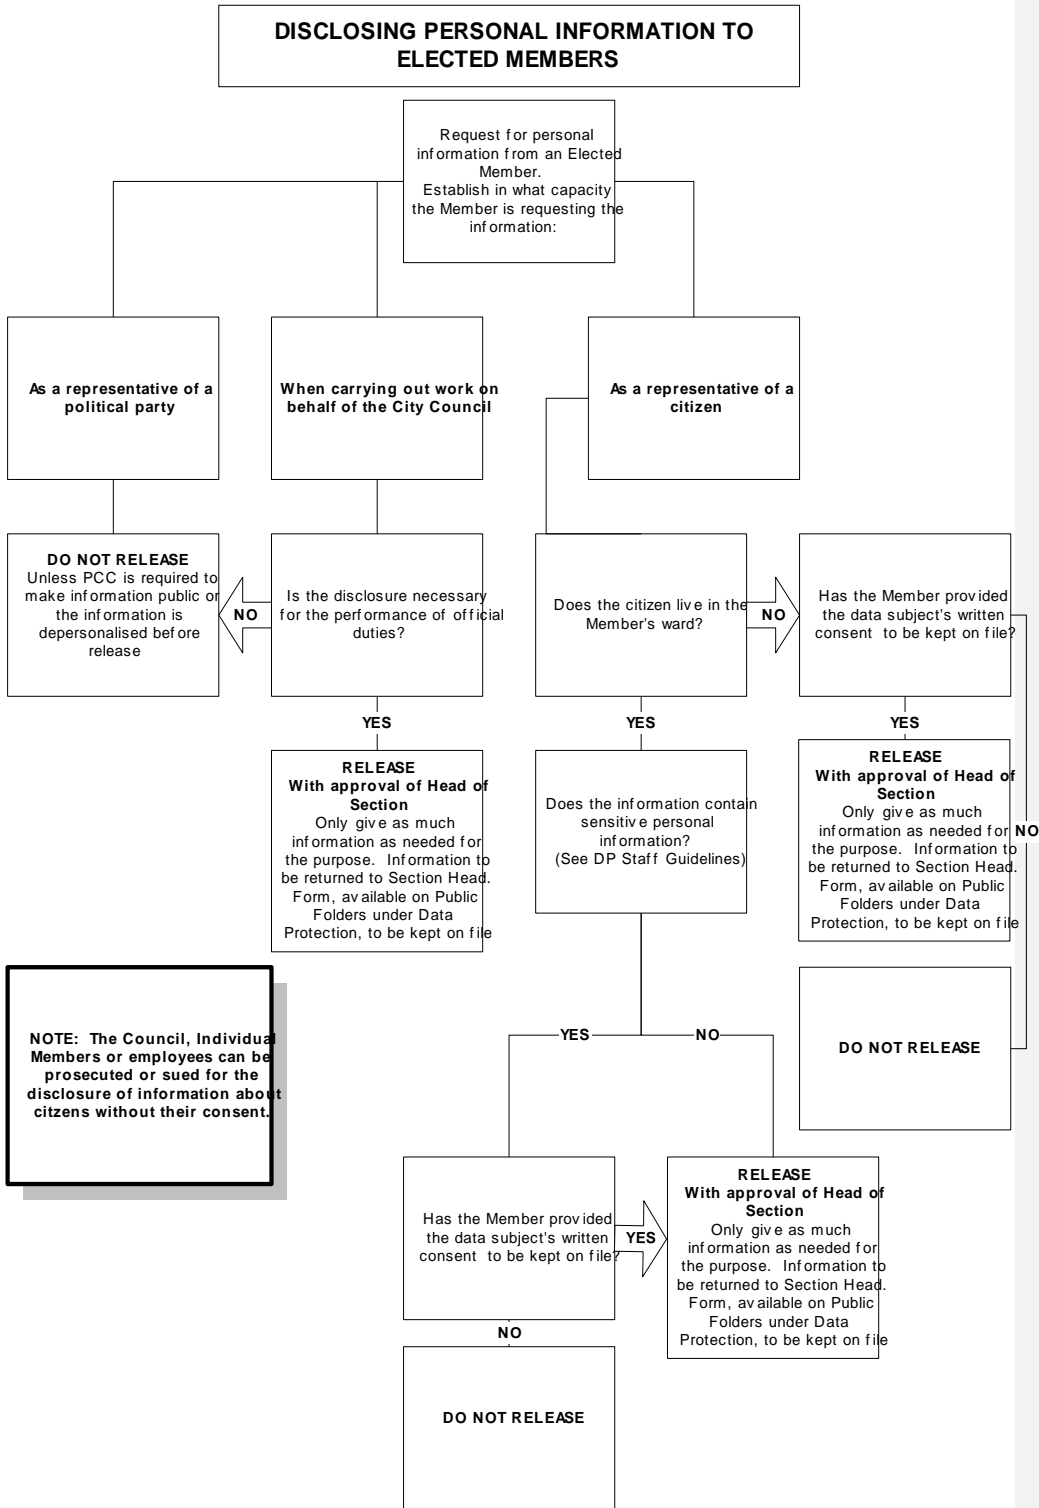 DISCLOSING PERSONAL INFORMATION TO
ELECTED MEMBERS
Request for personal
information from an Elected
Member.
Establish in what capacity
the Member is requesting the
information:
As a representative of a
political party
When carrying out work on
behalf of the City Council
As a representative of a
citizen
DO NOT RELEASE
Unless PCC is required to
make information public or
the information is
depersonalised before
release
NO
Is the disclosure necessary
for the performance of official
duties?
Does the citizen live in the
Member's ward?
NO
Has the Member provided
the data subject's written
consent to be kept on file?
YES
YES
YES
RELEASE
With approval of Head of
Section
Only give as much
information as needed for
the purpose. Information to
be returned to Section Head.
Form, available on Public
Folders under Data
Protection, to be kept on file
Does the information contain
sensitive personal
information?
(See DP Staff Guidelines)
RELEASE
With approval of Head of
Section
Only give as much
information as needed for
the purpose. Information to
be returned to Section Head.
Form, available on Public
Folders under Data
Protection, to be kept on file
NO
NOTE: The Council, Individual
Members or employees can be
prosecuted or sued for the
disclosure of information about
citzens without their consent.
YES
NO
DO NOT RELEASE
Has the Member provided
the data subject's written
consent to be kept on file?
YES
RELEASE
With approval of Head of
Section
Only give as much
information as needed for
the purpose. Information to
be returned to Section Head.
Form, available on Public
Folders under Data
Protection, to be kept on file
NO
DO NOT RELEASE